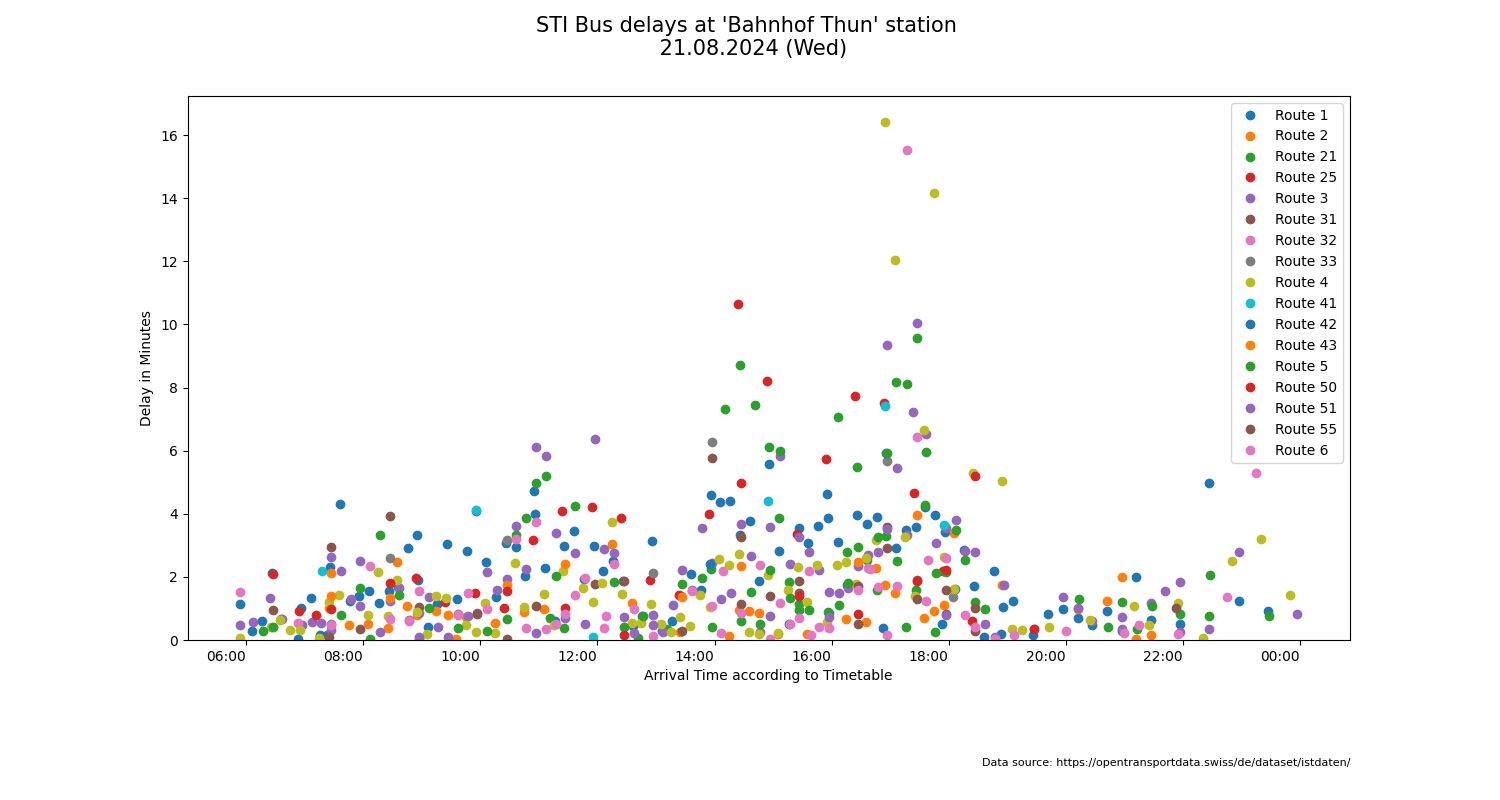 STI Bus delays at 'Bahnhof Thun' station
21.08.2024 (Wed)
Delay in Minutes
16
14
12
10
8
6
4
2
0
06:00
08:00
10:00
12:00
14:00
16:00
18:00
20:00
22:00
00:00
Arrival Time according to Timetable
Route 1
Route 2
Route 21
Route 25
Route 3
Route 31
Route 32
Route 33
Route 4
Route 41
Route 42
Route 43
Route 5
Route 50
Route 51
Route 55
Route 6
Data source: https://opentransportdata.swiss/de/dataset/istdaten/